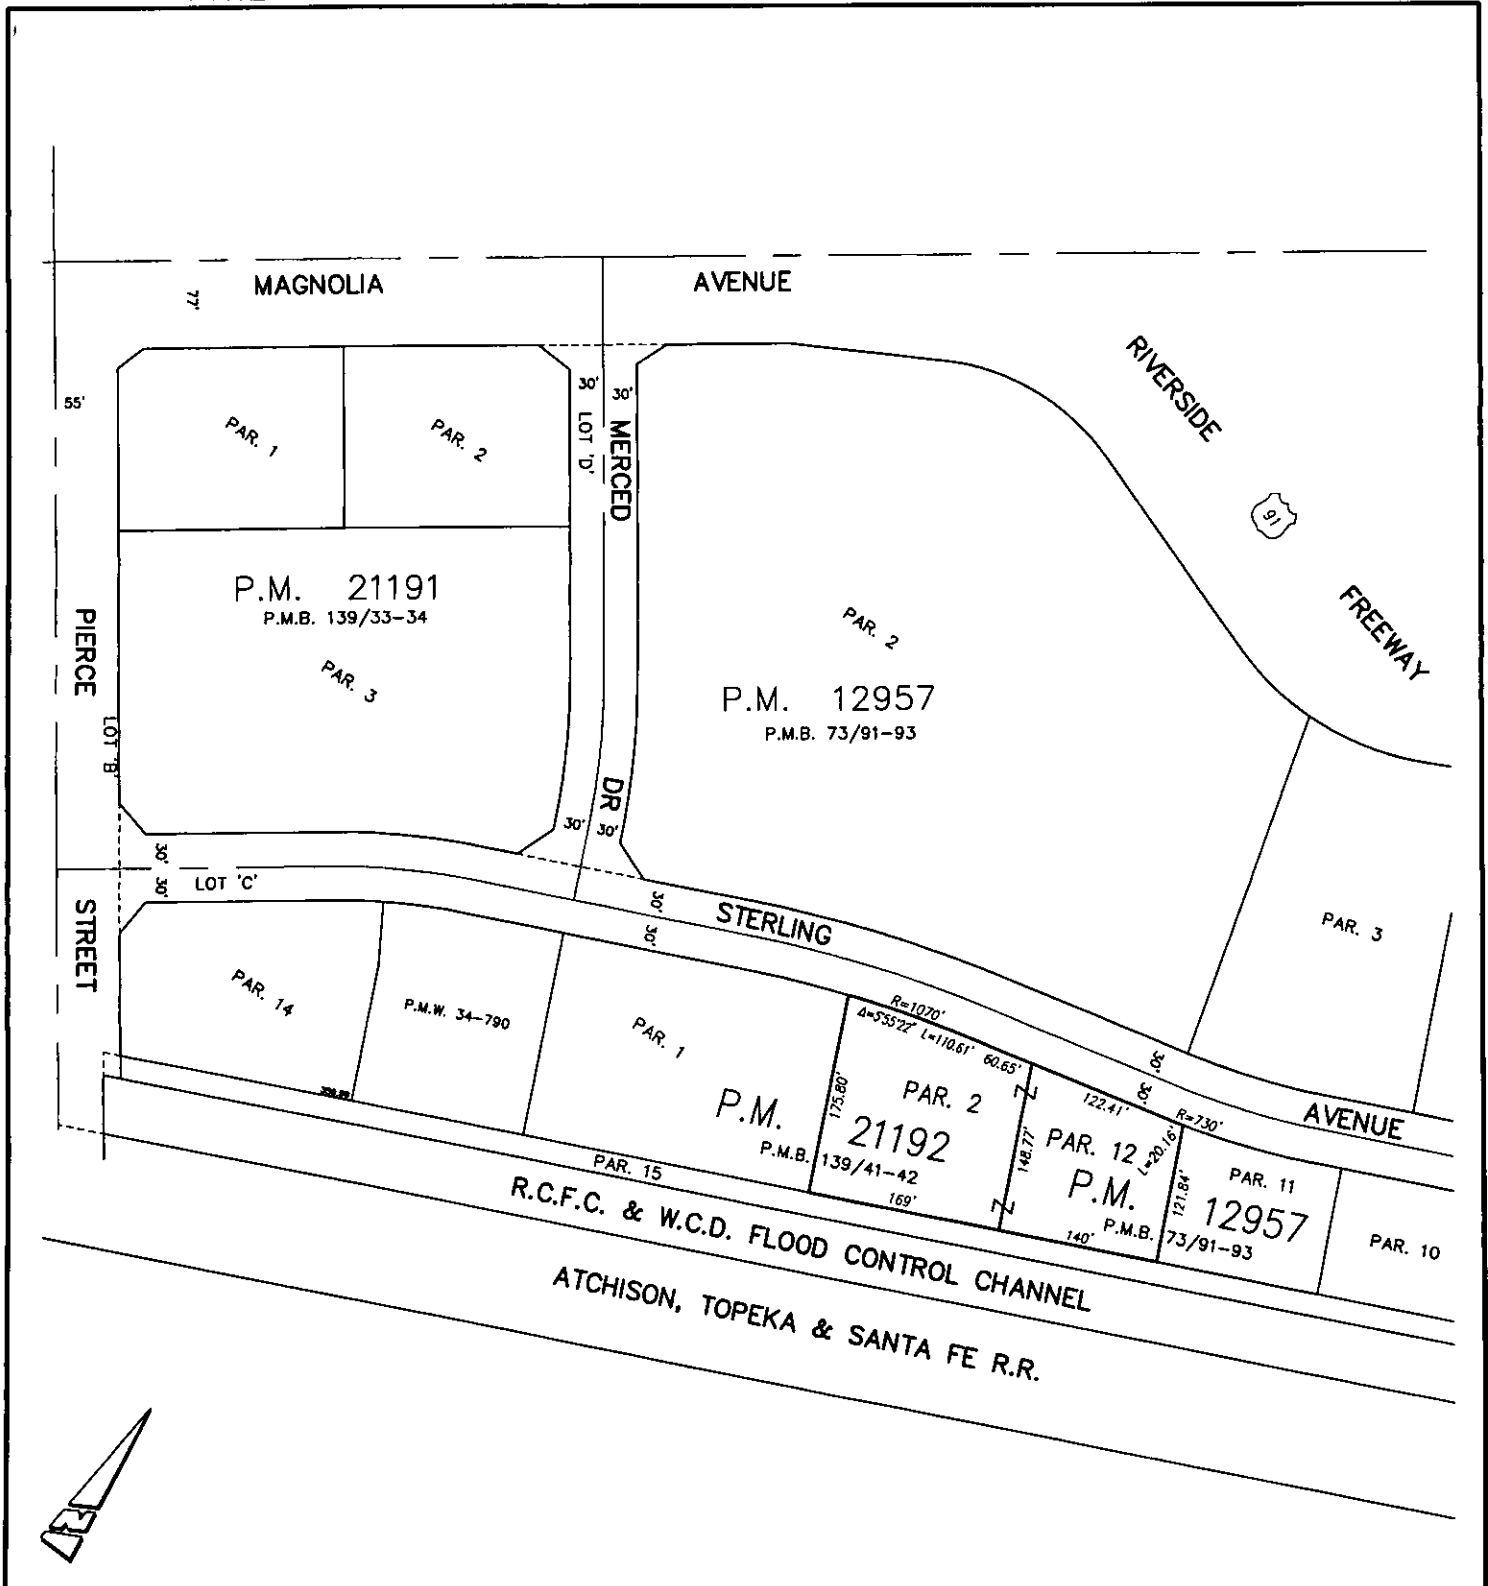 MAGNOLIA
AVENUE
77'
55'
RIVERSIDE
FREEWAY
91
PAR. 1
PAR. 2
30'
30'
LOT 'D'
MERCED
DR
P.M. 21191
P.M.B. 139/33-34
PAR. 3
PAR. 2
P.M. 12957
P.M.B. 73/91-93
PIERCE
STREET
LOT 'B'
30'
30'
30'
30'
LOT 'C'
30'
30'
STERLING
AVENUE
PAR. 3
PAR. 14
P.M.W. 34-790
PAR. 1
R=1070'
Δ=5°55'22" L=110.61' 60.65'
175.80'
PAR. 2
P.M.
21192
P.M.B. 139/41-42
169'
148.77'
30'
30'
122.41'
R=730'
L=20.16'
PAR. 12
P.M.
12957
P.M.B. 73/91-93
140'
121.84'
PAR. 11
PAR. 10
PAR. 15
R.C.F.C. & W.C.D. FLOOD CONTROL CHANNEL
ATCHISON, TOPEKA & SANTA FE R.R.
N